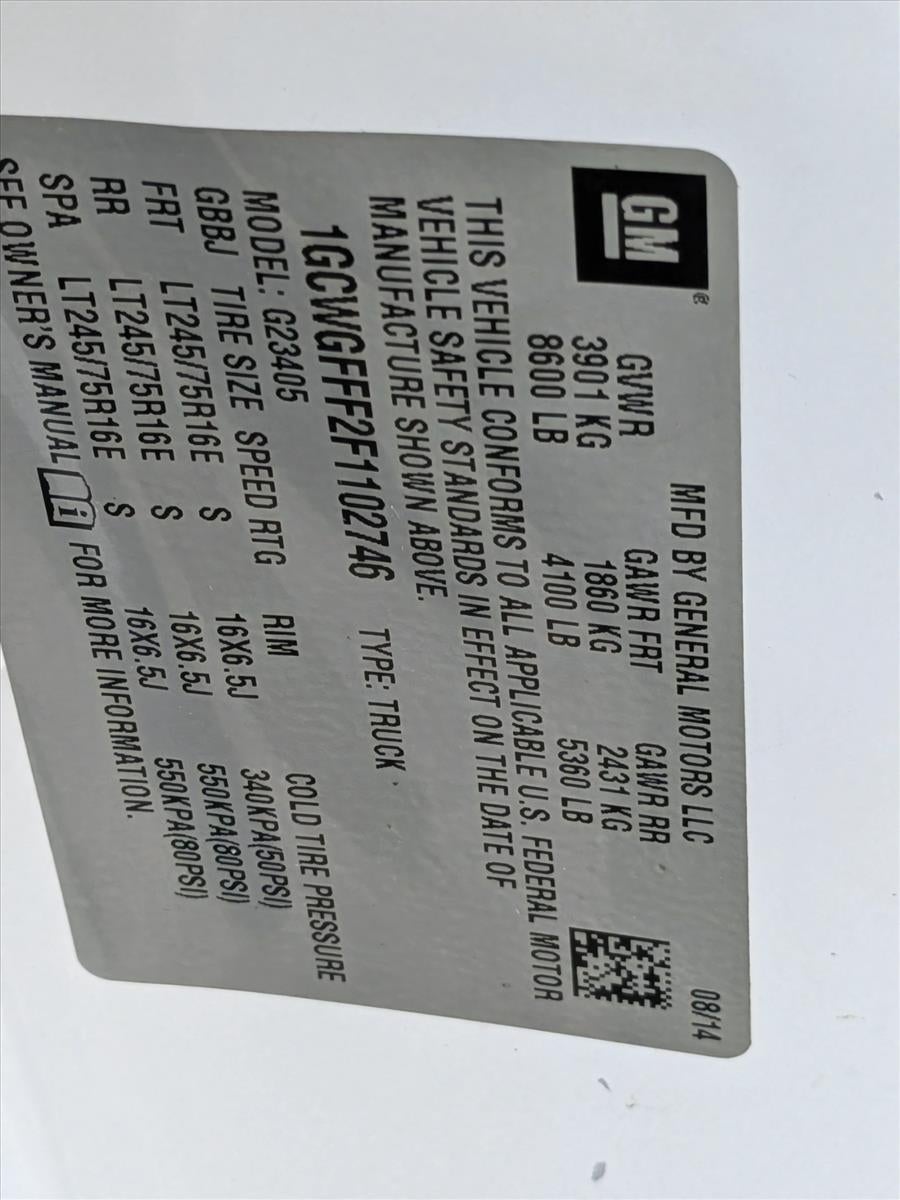 GM®
MFD BY GENERAL MOTORS LLC 08/14
GVWR GAWR FRT GAWR RR
3901 KG 1860 KG 2431 KG
8600 LB 4100 LB 5360 LB
THIS VEHICLE CONFORMS TO ALL APPLICABLE U.S. FEDERAL MOTOR
VEHICLE SAFETY STANDARDS IN EFFECT ON THE DATE OF
MANUFACTURE SHOWN ABOVE.
1GCWGFFF2F1102746 TYPE: TRUCK
MODEL: G23405
GBBJ TIRE SIZE SPEED RTG RIM COLD TIRE PRESSURE
FRT LT245/75R16E S 16X6.5J 340KPA(50PSI)
RR LT245/75R16E S 16X6.5J 550KPA(80PSI)
SPA LT245/75R16E S 16X6.5J 550KPA(80PSI)
SEE OWNER'S MANUAL i FOR MORE INFORMATION.